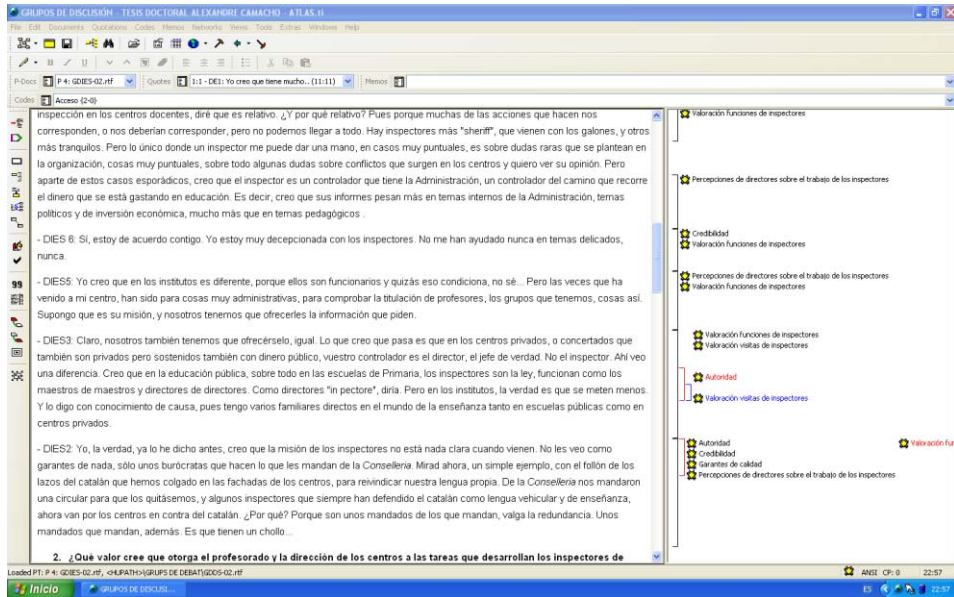 GRUPOS DE DISCUSIÓN - TESIS DOCTORAL ALEXANDRE CAMACHO - ATLAS.ti
File Edit Documents Quotations Codes Memos Networks Views Tools Extras Windows Help
P-Docs P 4: GDIES-02.rtf Quotes 1:1 - DE1: Yo creo que tiene mucho.. (11:11) Memos
Codes Acceso {2-0}
inspección en los centros docentes, diré que es relativo. ¿Y por qué relativo? Pues porque muchas de las acciones que hacen nos
corresponden, o nos deberían corresponder, pero no podemos llegar a todo. Hay inspectores más "sheriff", que vienen con los galones, y otros
más tranquilos. Pero lo único donde un inspector me puede dar una mano, en casos muy puntuales, es sobre dudas raras que se plantean en
la organización, cosas muy puntuales, sobre todo algunas dudas sobre conflictos que surgen en los centros y quiero ver su opinión. Pero
aparte de estos casos esporádicos, creo que el inspector es un controlador que tiene la Administración, un controlador del camino que recorre
el dinero que se está gastando en educación. Es decir, creo que sus informes pesan más en temas internos de la Administración, temas
políticos y de inversión económica, mucho más que en temas pedagógicos .
- DIES 6: Sí, estoy de acuerdo contigo. Yo estoy muy decepcionada con los inspectores. No me han ayudado nunca en temas delicados,
nunca.
- DIES5: Yo creo que en los institutos es diferente, porque ellos son funcionarios y quizás eso condiciona, no sé... Pero las veces que ha
venido a mi centro, han sido para cosas muy administrativas, para comprobar la titulación de profesores, los grupos que tenemos, cosas así.
Supongo que es su misión, y nosotros tenemos que ofrecerles la información que piden.
- DIES3: Claro, nosotros también tenemos que ofrecérselo, igual. Lo que creo que pasa es que en los centros privados, o concertados que
también son privados pero sostenidos también con dinero público, vuestro controlador es el director, el jefe de verdad. No el inspector. Ahí veo
una diferencia. Creo que en la educación pública, sobre todo en las escuelas de Primaria, los inspectores son la ley, funcionan como los
maestros de maestros y directores de directores. Como directores "in pectore", diría. Pero en los institutos, la verdad es que se meten menos.
Y lo digo con conocimiento de causa, pues tengo varios familiares directos en el mundo de la enseñanza tanto en escuelas públicas como en
centros privados.
- DIES2: Yo, la verdad, ya lo he dicho antes, creo que la misión de los inspectores no está nada clara cuando vienen. No les veo como
garantes de nada, sólo unos burócratas que hacen lo que les mandan de la Conselleria. Mirad ahora, un simple ejemplo, con el follón de los
lazos del catalán que hemos colgado en las fachadas de los centros, para reivindicar nuestra lengua propia. De la Conselleria nos mandaron
una circular para que los quitásemos, y algunos inspectores que siempre han defendido el catalán como lengua vehicular y de enseñanza,
ahora van por los centros en contra del catalán. ¿Por qué? Porque son unos mandados de los que mandan, valga la redundancia. Unos
mandados que mandan, además. Es que tienen un chollo...
2. ¿Qué valor cree que otorga el profesorado y la dirección de los centros a las tareas que desarrollan los inspectores de
Valoración funciones de inspectores
Percepciones de directores sobre el trabajo de los inspectores
Credibilidad
Valoración funciones de inspectores
Percepciones de directores sobre el trabajo de los inspectores
Valoración funciones de inspectores
Valoración funciones de inspectores
Valoración visitas de inspectores
Autoridad
Valoración visitas de inspectores
Autoridad Valoración fun
Credibilidad
Garantes de calidad
Percepciones de directores sobre el trabajo de los inspectores
Loaded PT: P 4: GDIES-02.rtf, <HUPATH>\GRUPS DE DEBAT\GDDS-02.rtf ANSI CP: 0 22:57
Inicio GRUPOS DE DISCUSI... ES 22:57